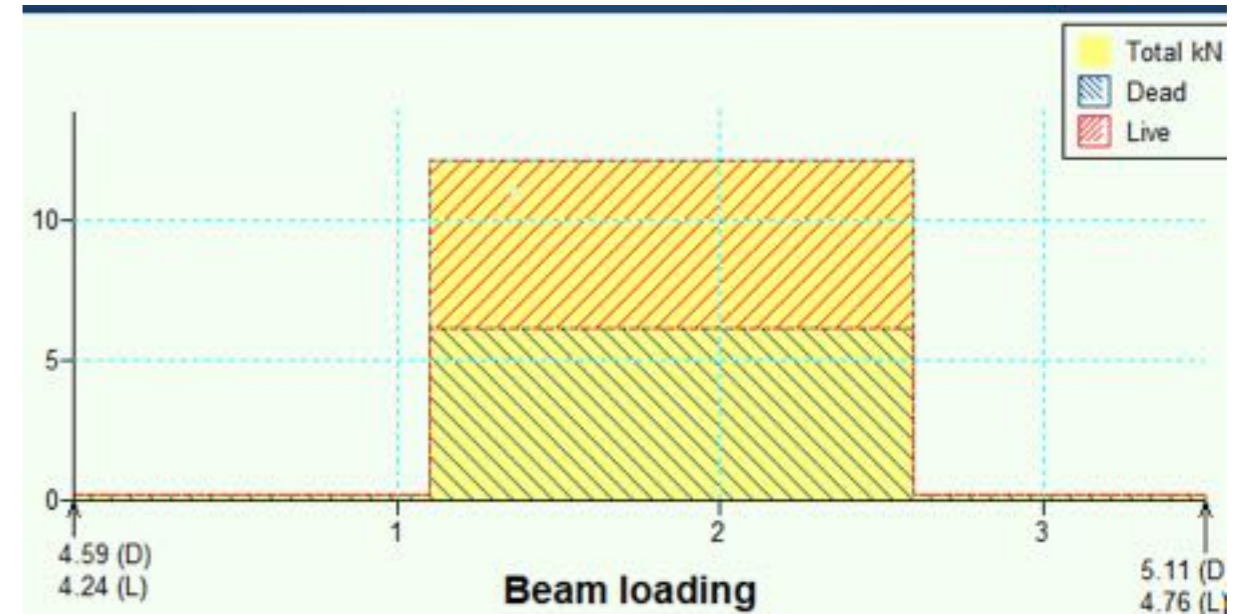 Total kN
Dead
Live
10
5
0
1
2
3
4.59 (D)
4.24 (L)
Beam loading
5.11 (D
4.76 (L)